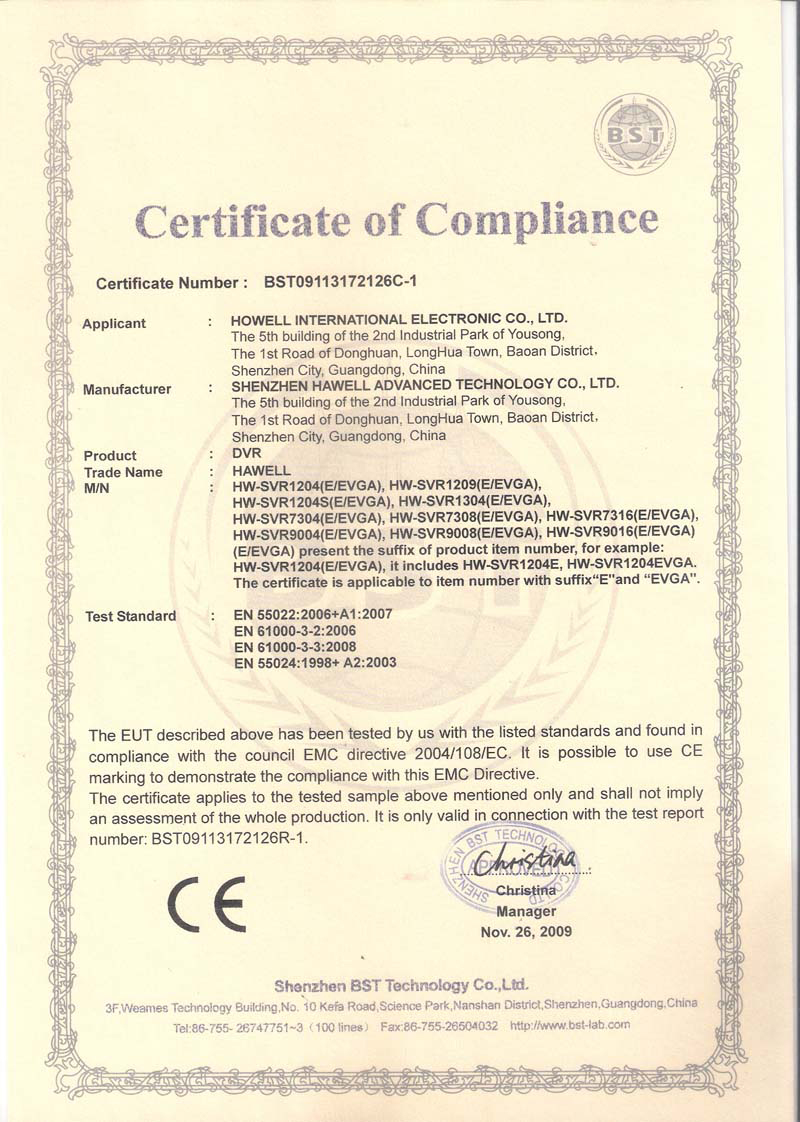 BST
Certificate of Compliance
Certificate Number : BST09113172126C-1
Applicant : HOWELL INTERNATIONAL ELECTRONIC CO., LTD.
The 5th building of the 2nd Industrial Park of Yousong,
The 1st Road of Donghuan, LongHua Town, Baoan District,
Shenzhen City, Guangdong, China
Manufacturer : SHENZHEN HAWELL ADVANCED TECHNOLOGY CO., LTD.
The 5th building of the 2nd Industrial Park of Yousong,
The 1st Road of Donghuan, LongHua Town, Baoan District,
Shenzhen City, Guangdong, China
Product : DVR
Trade Name : HAWELL
M/N : HW-SVR1204(E/EVGA), HW-SVR1209(E/EVGA),
HW-SVR1204S(E/EVGA), HW-SVR1304(E/EVGA),
HW-SVR7304(E/EVGA), HW-SVR7308(E/EVGA), HW-SVR7316(E/EVGA),
HW-SVR9004(E/EVGA), HW-SVR9008(E/EVGA), HW-SVR9016(E/EVGA)
(E/EVGA) present the suffix of product item number, for example:
HW-SVR1204(E/EVGA), it includes HW-SVR1204E, HW-SVR1204EVGA.
The certificate is applicable to item number with suffix“E”and “EVGA”.
Test Standard : EN 55022:2006+A1:2007
EN 61000-3-2:2006
EN 61000-3-3:2008
EN 55024:1998+ A2:2003
The EUT described above has been tested by us with the listed standards and found in
compliance with the council EMC directive 2004/108/EC. It is possible to use CE
marking to demonstrate the compliance with this EMC Directive.
The certificate applies to the tested sample above mentioned only and shall not imply
an assessment of the whole production. It is only valid in connection with the test report
number: BST09113172126R-1.
SHENZHEN BST TECHNOLOGY CO.,LTD
APPROVED
Christina
Christina
Manager
Nov. 26, 2009
CE
Shenzhen BST Technology Co.,Ltd.
3F,Weames Technology Building,No. 10 Kefa Road,Science Park,Nanshan District,Shenzhen,Guangdong,China
Tel:86-755- 26747751~3（100 lines） Fax:86-755-26504032 http://www.bst-lab.com